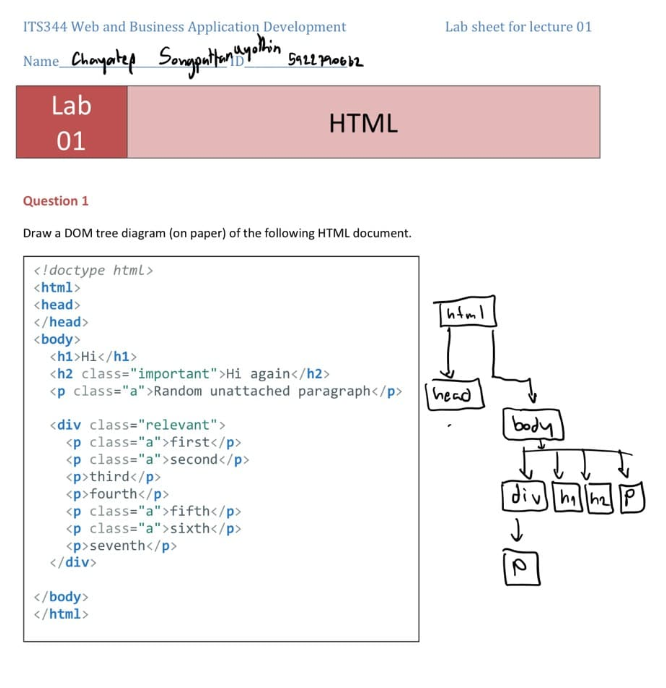 ITS344 Web and Business Application Development Lab sheet for lecture 01
Name Chayatep Songputtanayothin ID 5922790662
Lab
01
HTML
Question 1
Draw a DOM tree diagram (on paper) of the following HTML document.
<!doctype html>
<html>
<head>
</head>
<body>
<h1>Hi</h1>
<h2 class="important">Hi again</h2>
<p class="a">Random unattached paragraph</p>
<div class="relevant">
<p class="a">first</p>
<p class="a">second</p>
<p>third</p>
<p>fourth</p>
<p class="a">fifth</p>
<p class="a">sixth</p>
<p>seventh</p>
</div>
</body>
</html>
html
head
body
div h1 h2 P
P